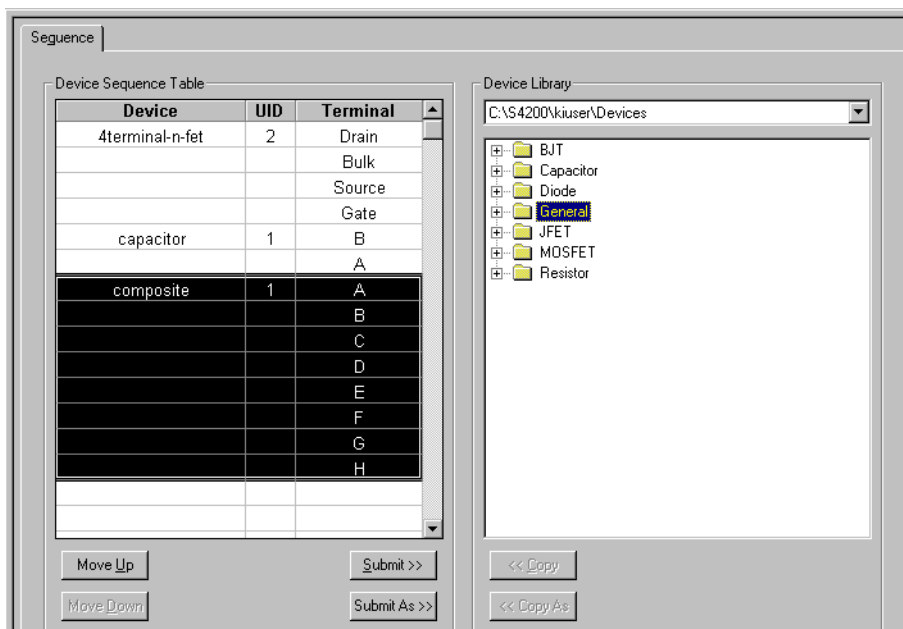 Sequence
Device Sequence Table
Device UID Terminal
4terminal-n-fet 2 Drain
Bulk
Source
Gate
capacitor 1 B
A
composite 1 A
B
C
D
E
F
G
H
Move Up
Submit >>
Move Down
Submit As >>
Device Library
C:\S4200\kiuser\Devices
BJT
Capacitor
Diode
General
JFET
MOSFET
Resistor
<< Copy
<< Copy As